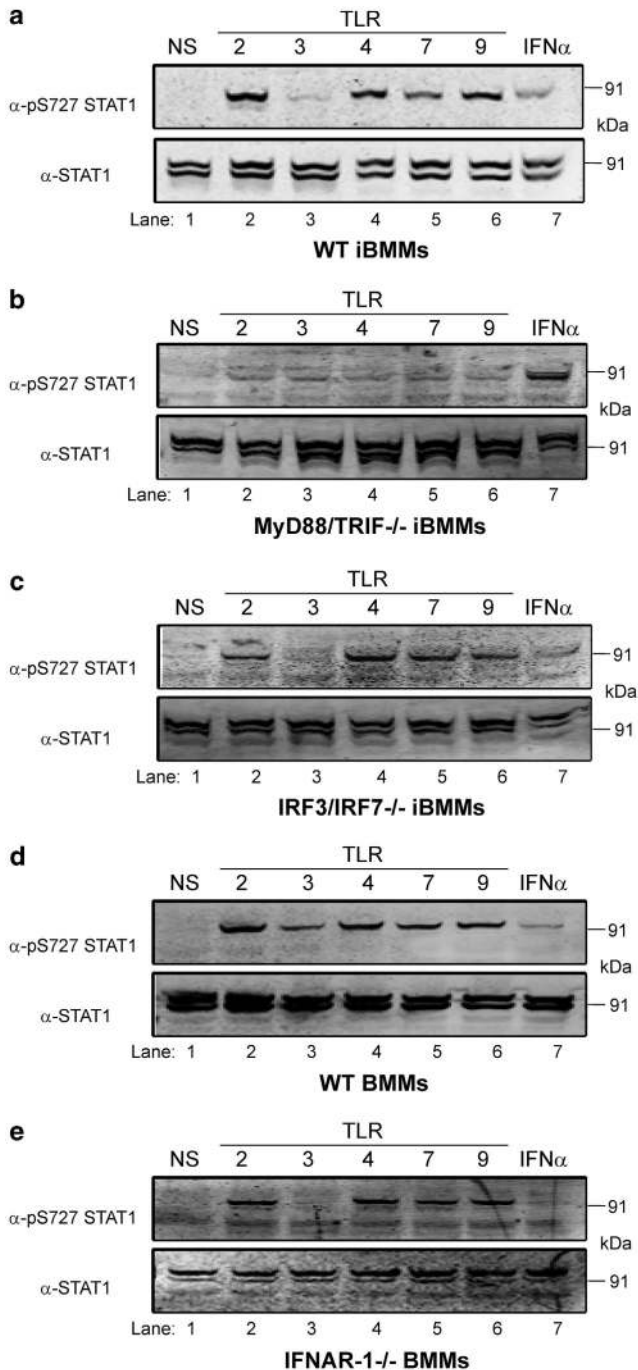 a
TLR
NS 2 3 4 7 9 IFNα
α-pS727 STAT1
91
kDa
α-STAT1
91
Lane: 1 2 3 4 5 6 7
WT iBMMs
b
TLR
NS 2 3 4 7 9 IFNα
α-pS727 STAT1
91
kDa
α-STAT1
91
Lane: 1 2 3 4 5 6 7
MyD88/TRIF-/- iBMMs
c
TLR
NS 2 3 4 7 9 IFNα
α-pS727 STAT1
91
kDa
α-STAT1
91
Lane: 1 2 3 4 5 6 7
IRF3/IRF7-/- iBMMs
d
TLR
NS 2 3 4 7 9 IFNα
α-pS727 STAT1
91
kDa
α-STAT1
91
Lane: 1 2 3 4 5 6 7
WT BMMs
e
TLR
NS 2 3 4 7 9 IFNα
α-pS727 STAT1
91
kDa
α-STAT1
91
Lane: 1 2 3 4 5 6 7
IFNAR-1-/- BMMs